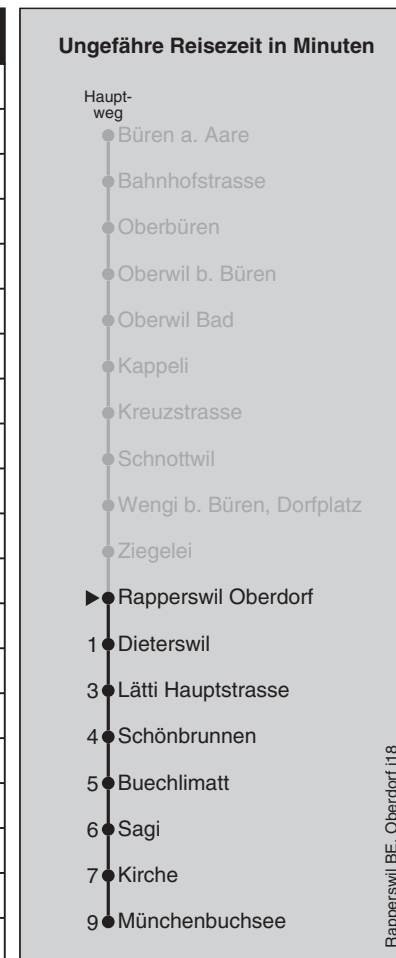 Ungefähre Reisezeit in Minuten
Haupt-
weg
Büren a. Aare
Bahnhofstrasse
Oberbüren
Oberwil b. Büren
Oberwil Bad
Kappeli
Kreuzstrasse
Schnottwil
Wengi b. Büren, Dorfplatz
Ziegelei
Rapperswil Oberdorf
1 Dieterswil
3 Lätti Hauptstrasse
4 Schönbrunnen
5 Buechlimatt
6 Sagi
7 Kirche
9 Münchenbuchsee
Rapperswil BE, Oberdorf j18